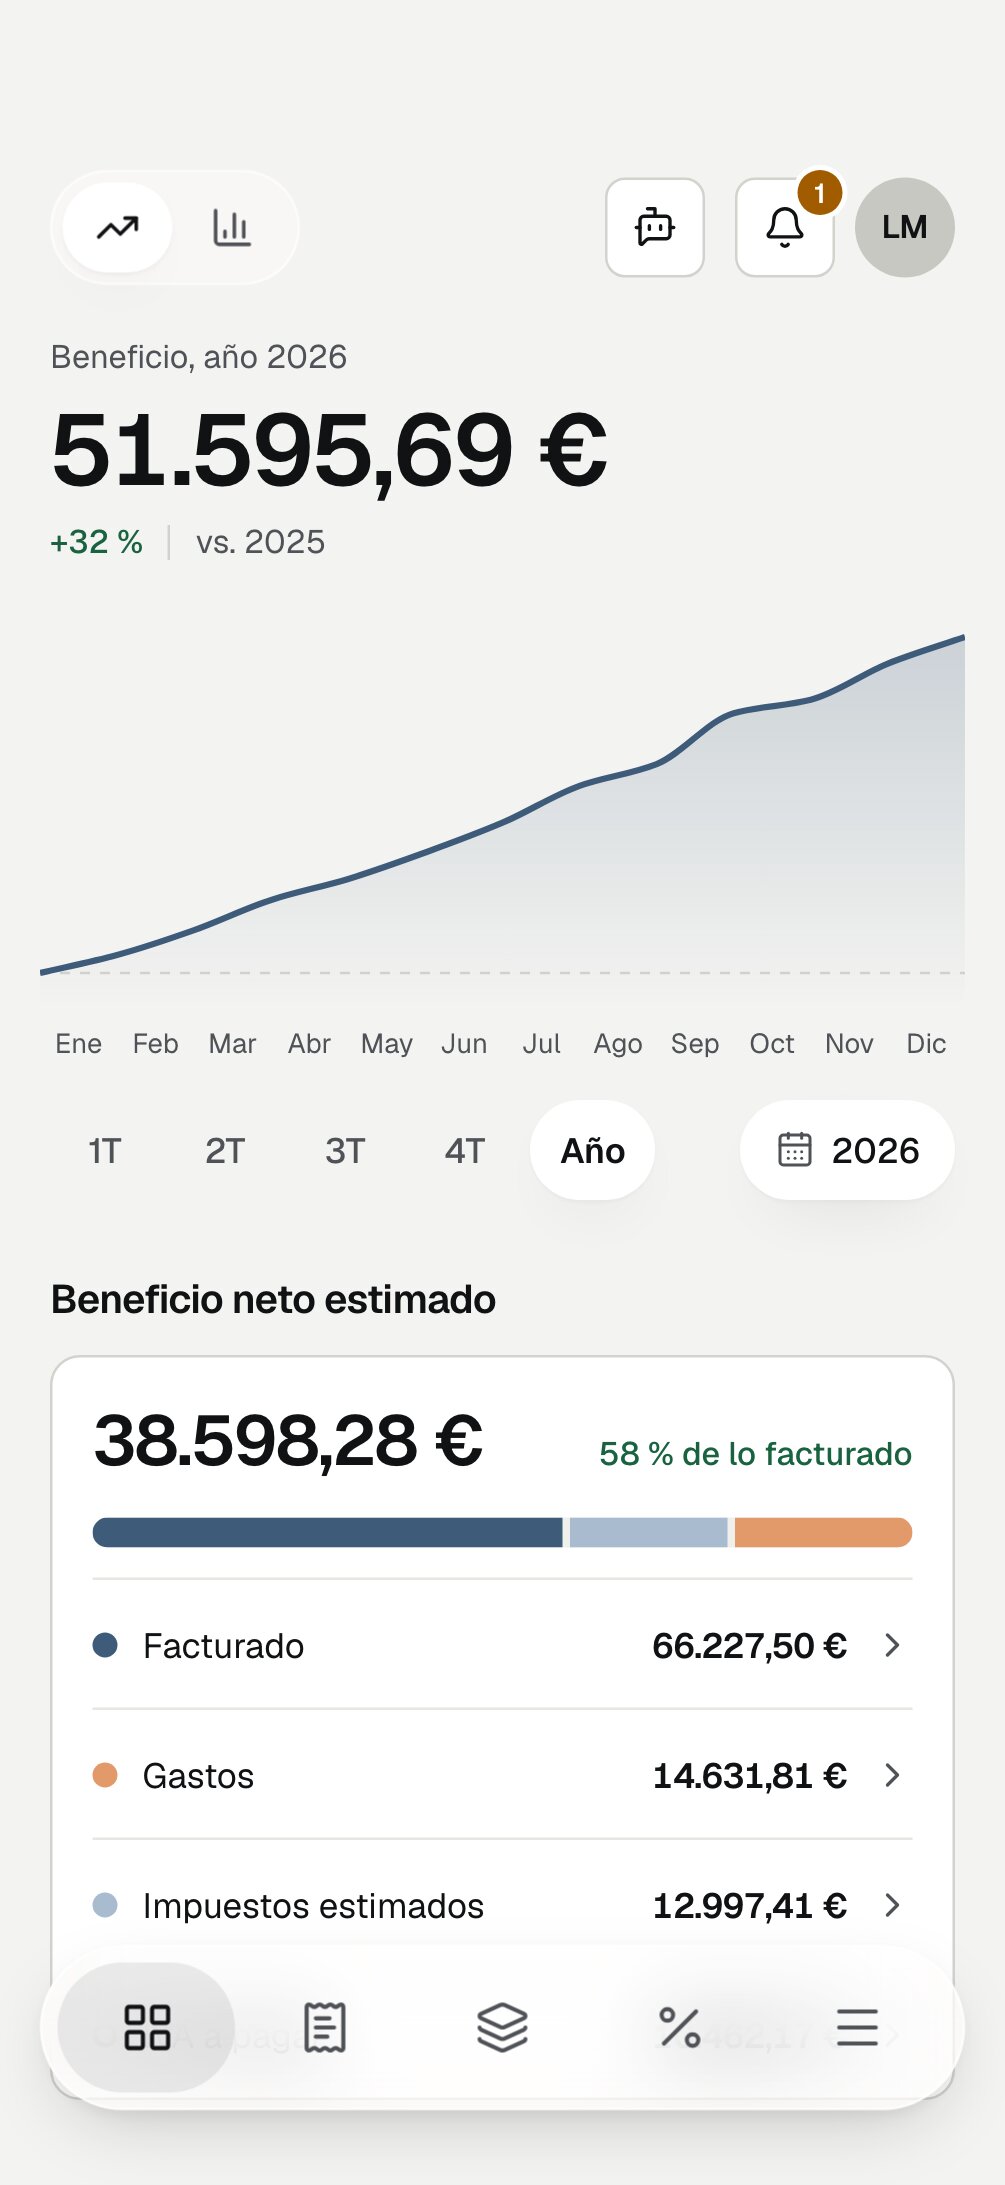 1
LM
Beneficio, año 2026
51.595,69 €
+32 % vs. 2025
Ene Feb Mar Abr May Jun Jul Ago Sep Oct Nov Dic
1T 2T 3T 4T Año 2026
Beneficio neto estimado
38.598,28 € 58 % de lo facturado
Facturado 66.227,50 €
Gastos 14.631,81 €
Impuestos estimados 12.997,41 €